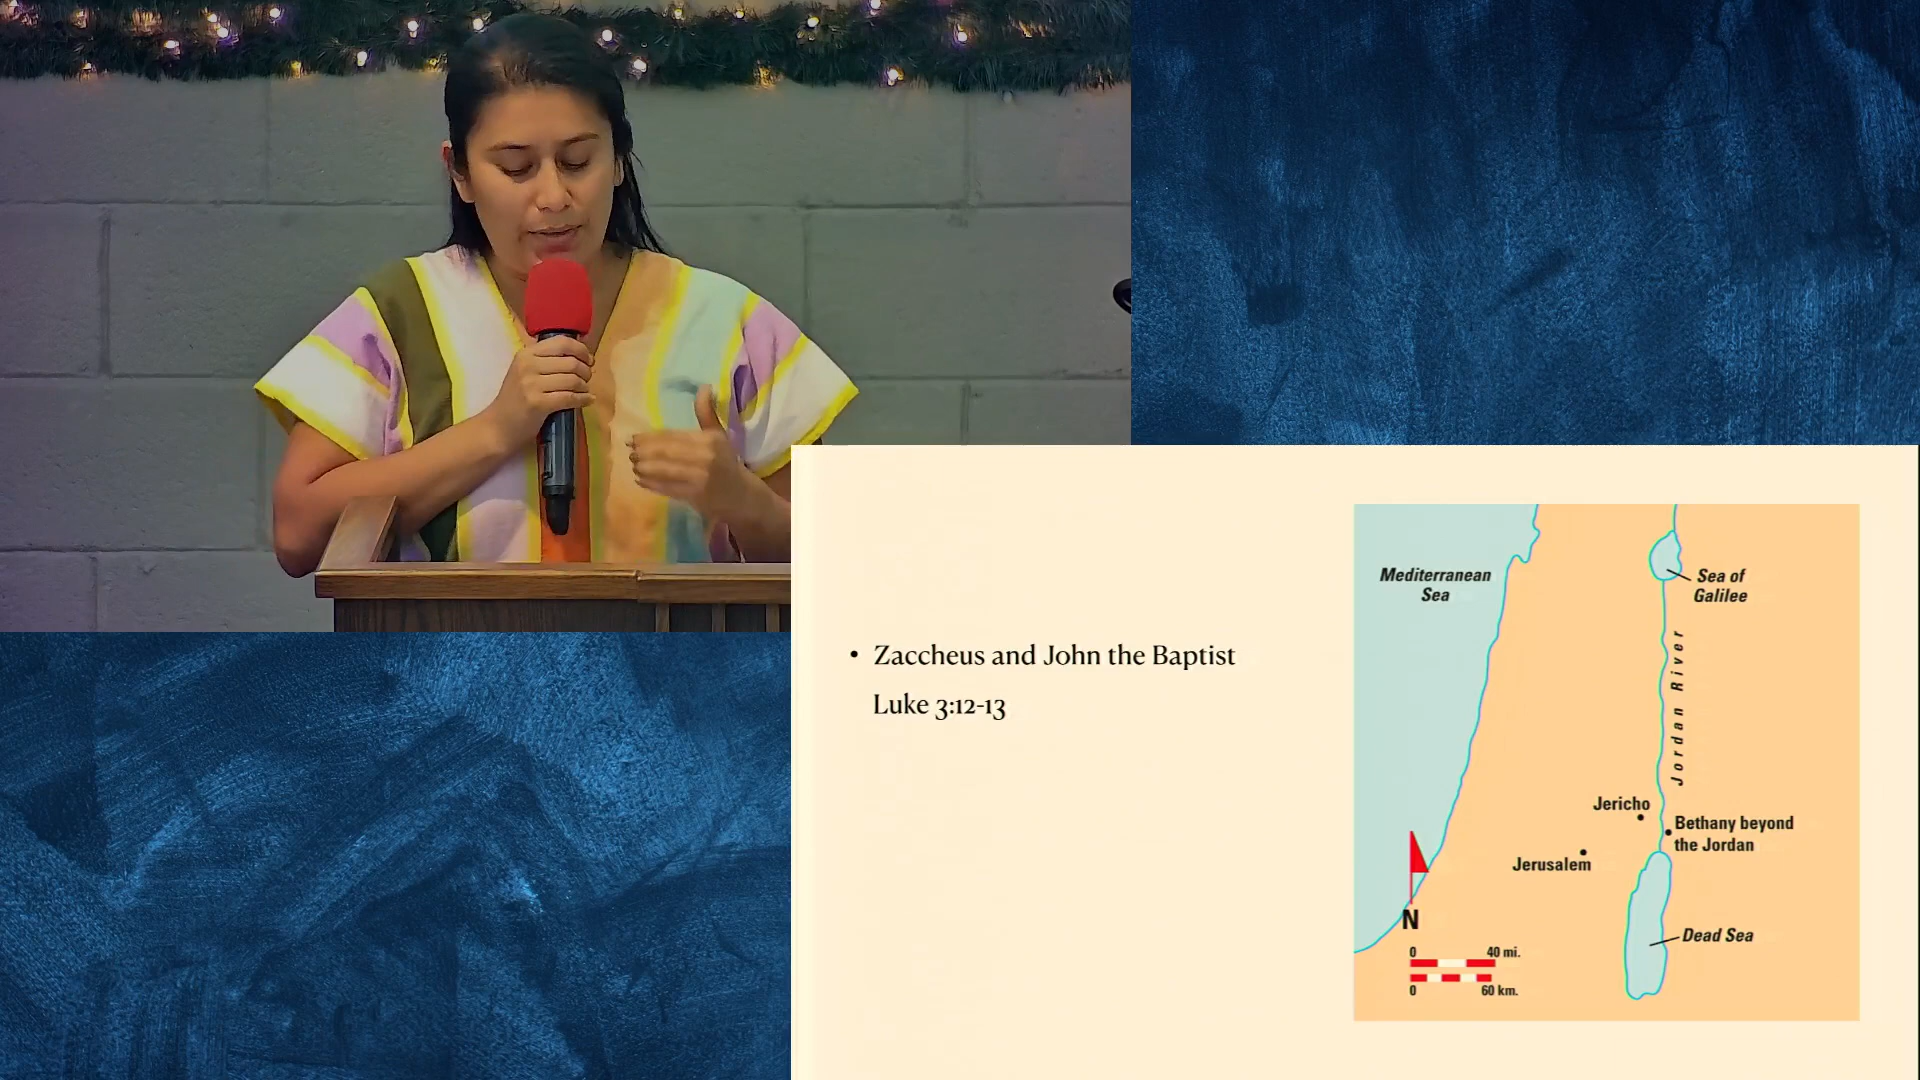 • Zaccheus and John the Baptist
Luke 3:12-13
Mediterranean
Sea
Sea of
Galilee
Jordan River
Jericho
Bethany beyond
the Jordan
Jerusalem
Dead Sea
N
0 40 mi.
0 60 km.